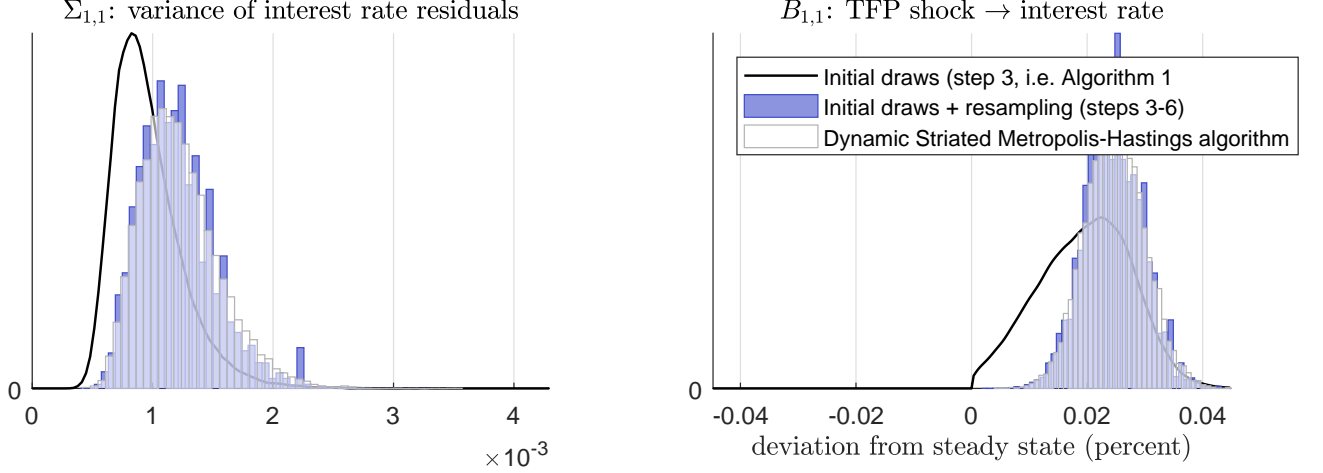 Σ1,1: variance of interest rate residuals
0
0 1 2 3 4
×10-3
B1,1: TFP shock → interest rate
Initial draws (step 3, i.e. Algorithm 1
Initial draws + resampling (steps 3-6)
Dynamic Striated Metropolis-Hastings algorithm
0
-0.04 -0.02 0 0.02 0.04
deviation from steady state (percent)